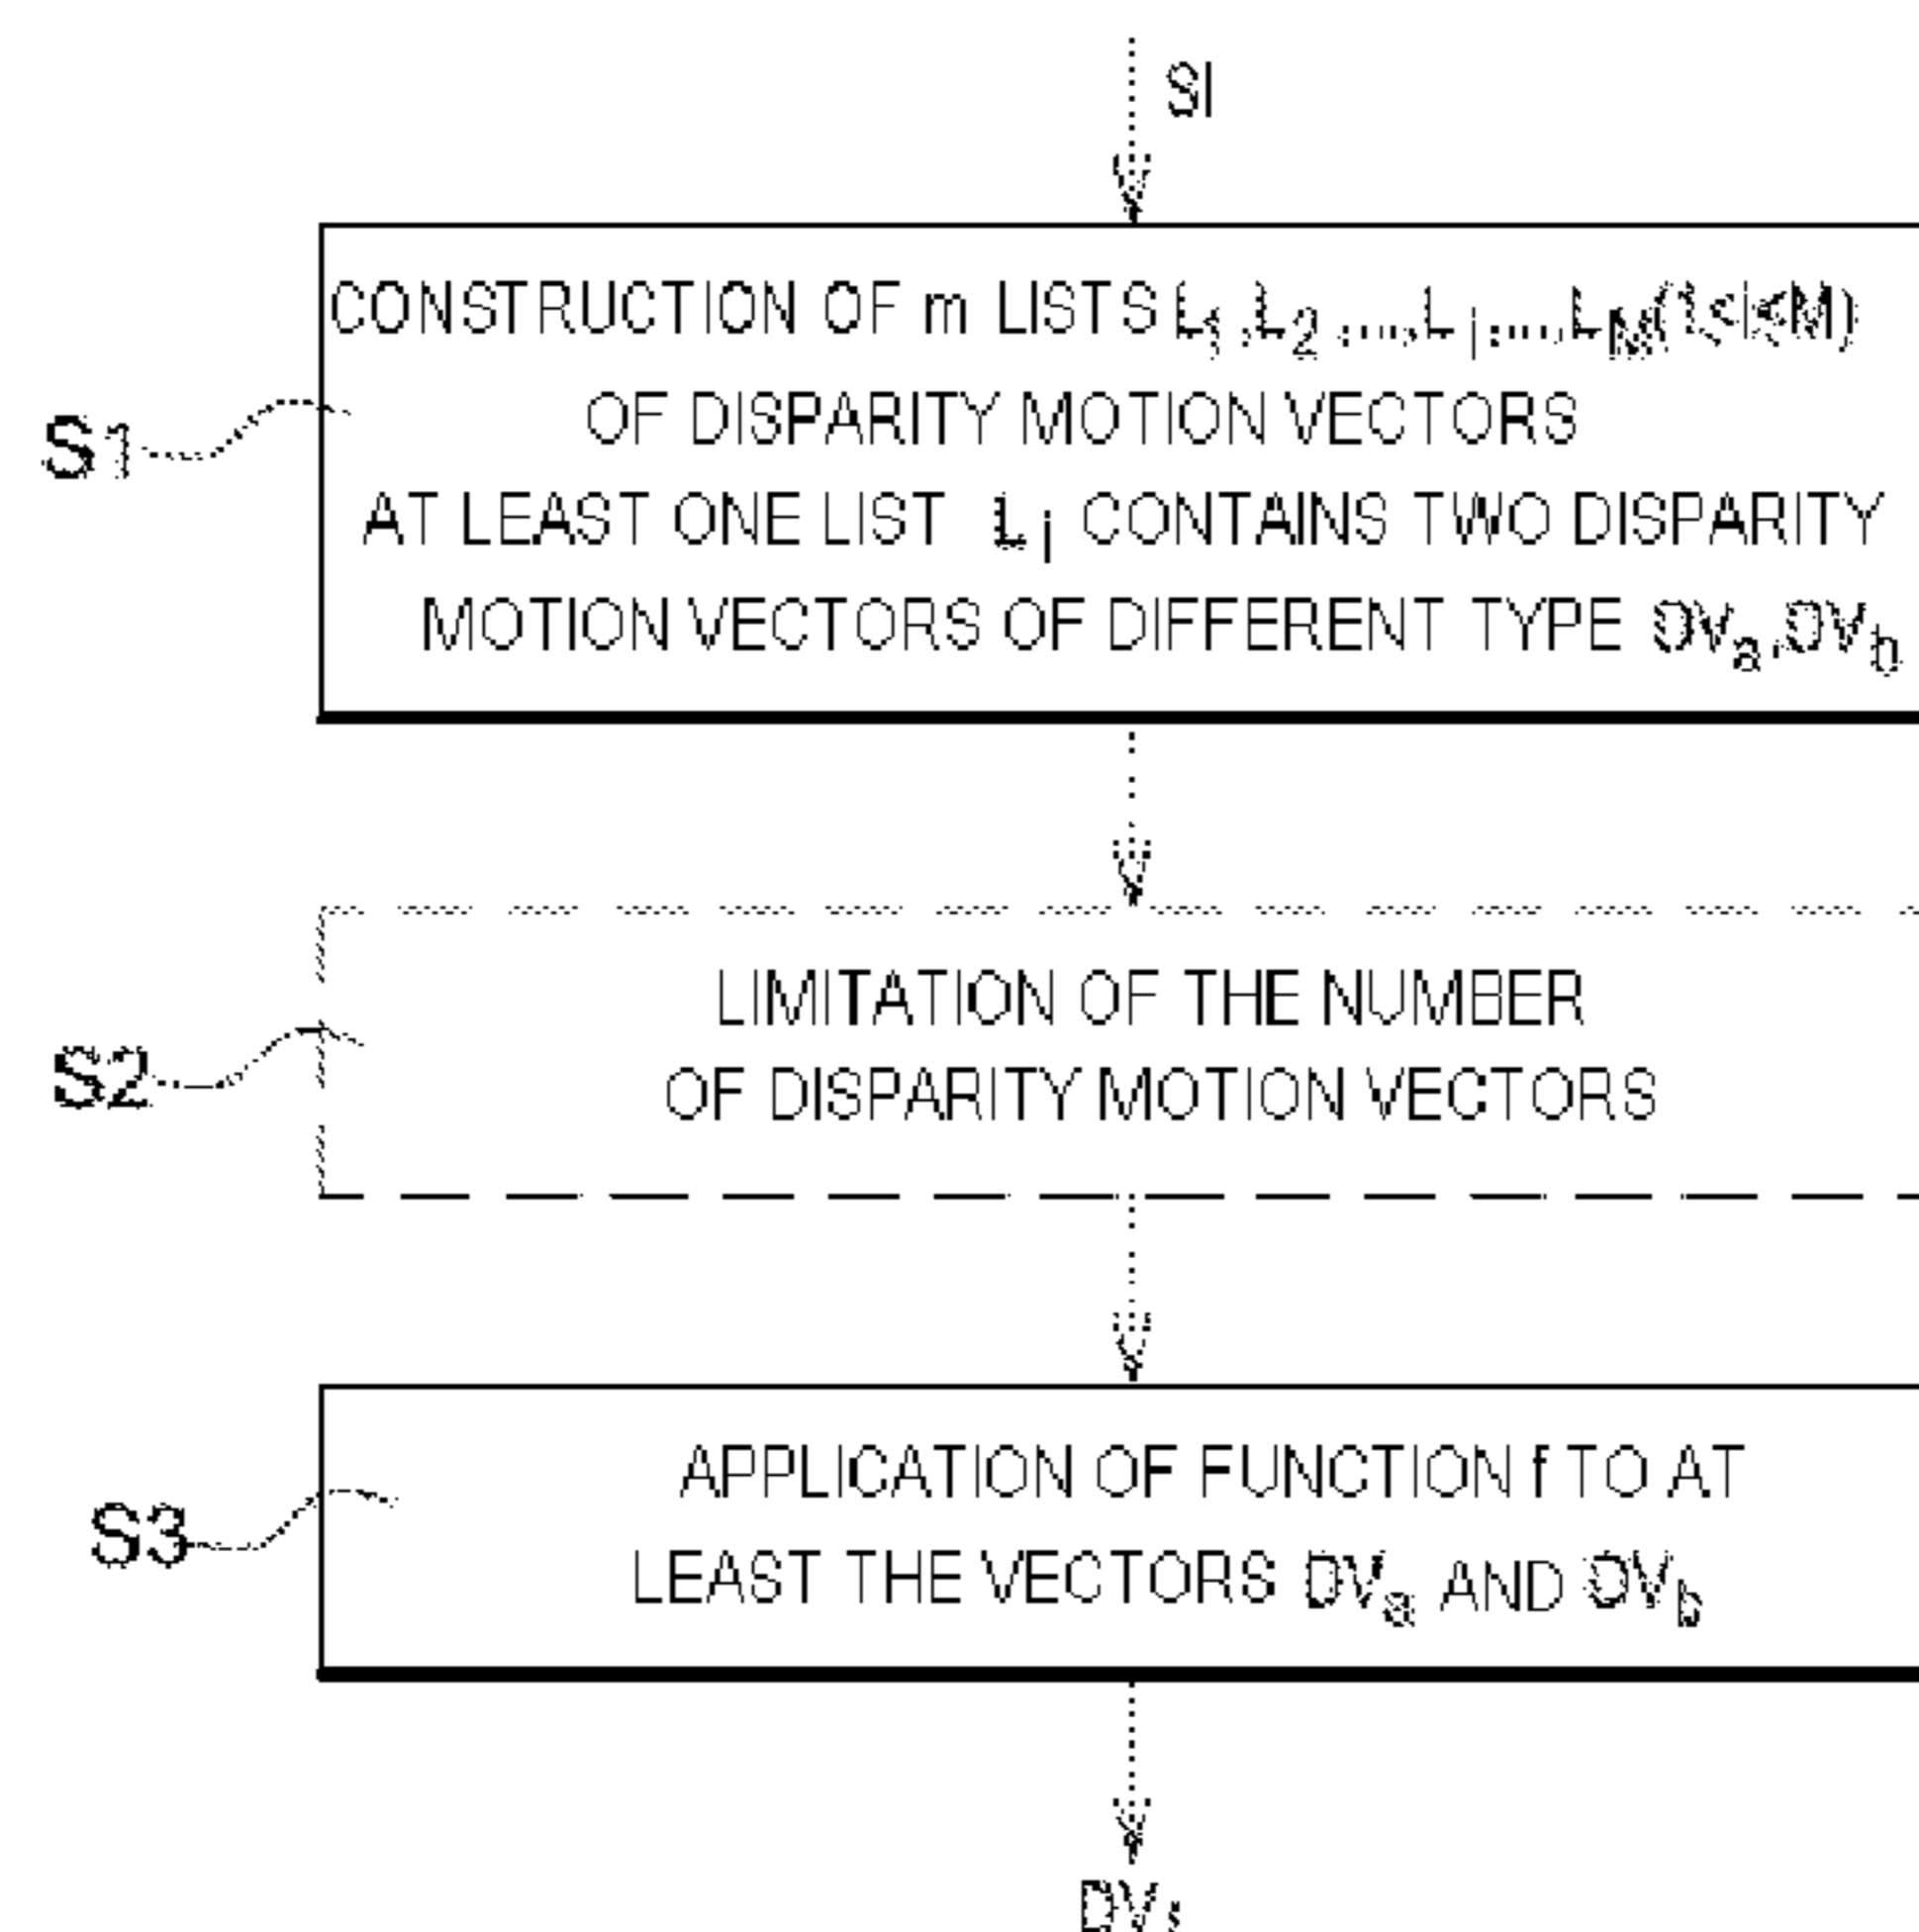 SI
CONSTRUCTION OF m LISTS L1,L2,...,Li,...,LM(1≤i≤M)
OF DISPARITY MOTION VECTORS
S1
AT LEAST ONE LIST Li CONTAINS TWO DISPARITY
MOTION VECTORS OF DIFFERENT TYPE DVa,DVb
LIMITATION OF THE NUMBER
S2
OF DISPARITY MOTION VECTORS
APPLICATION OF FUNCTION f TO AT
S3
LEAST THE VECTORS DVa AND DVb